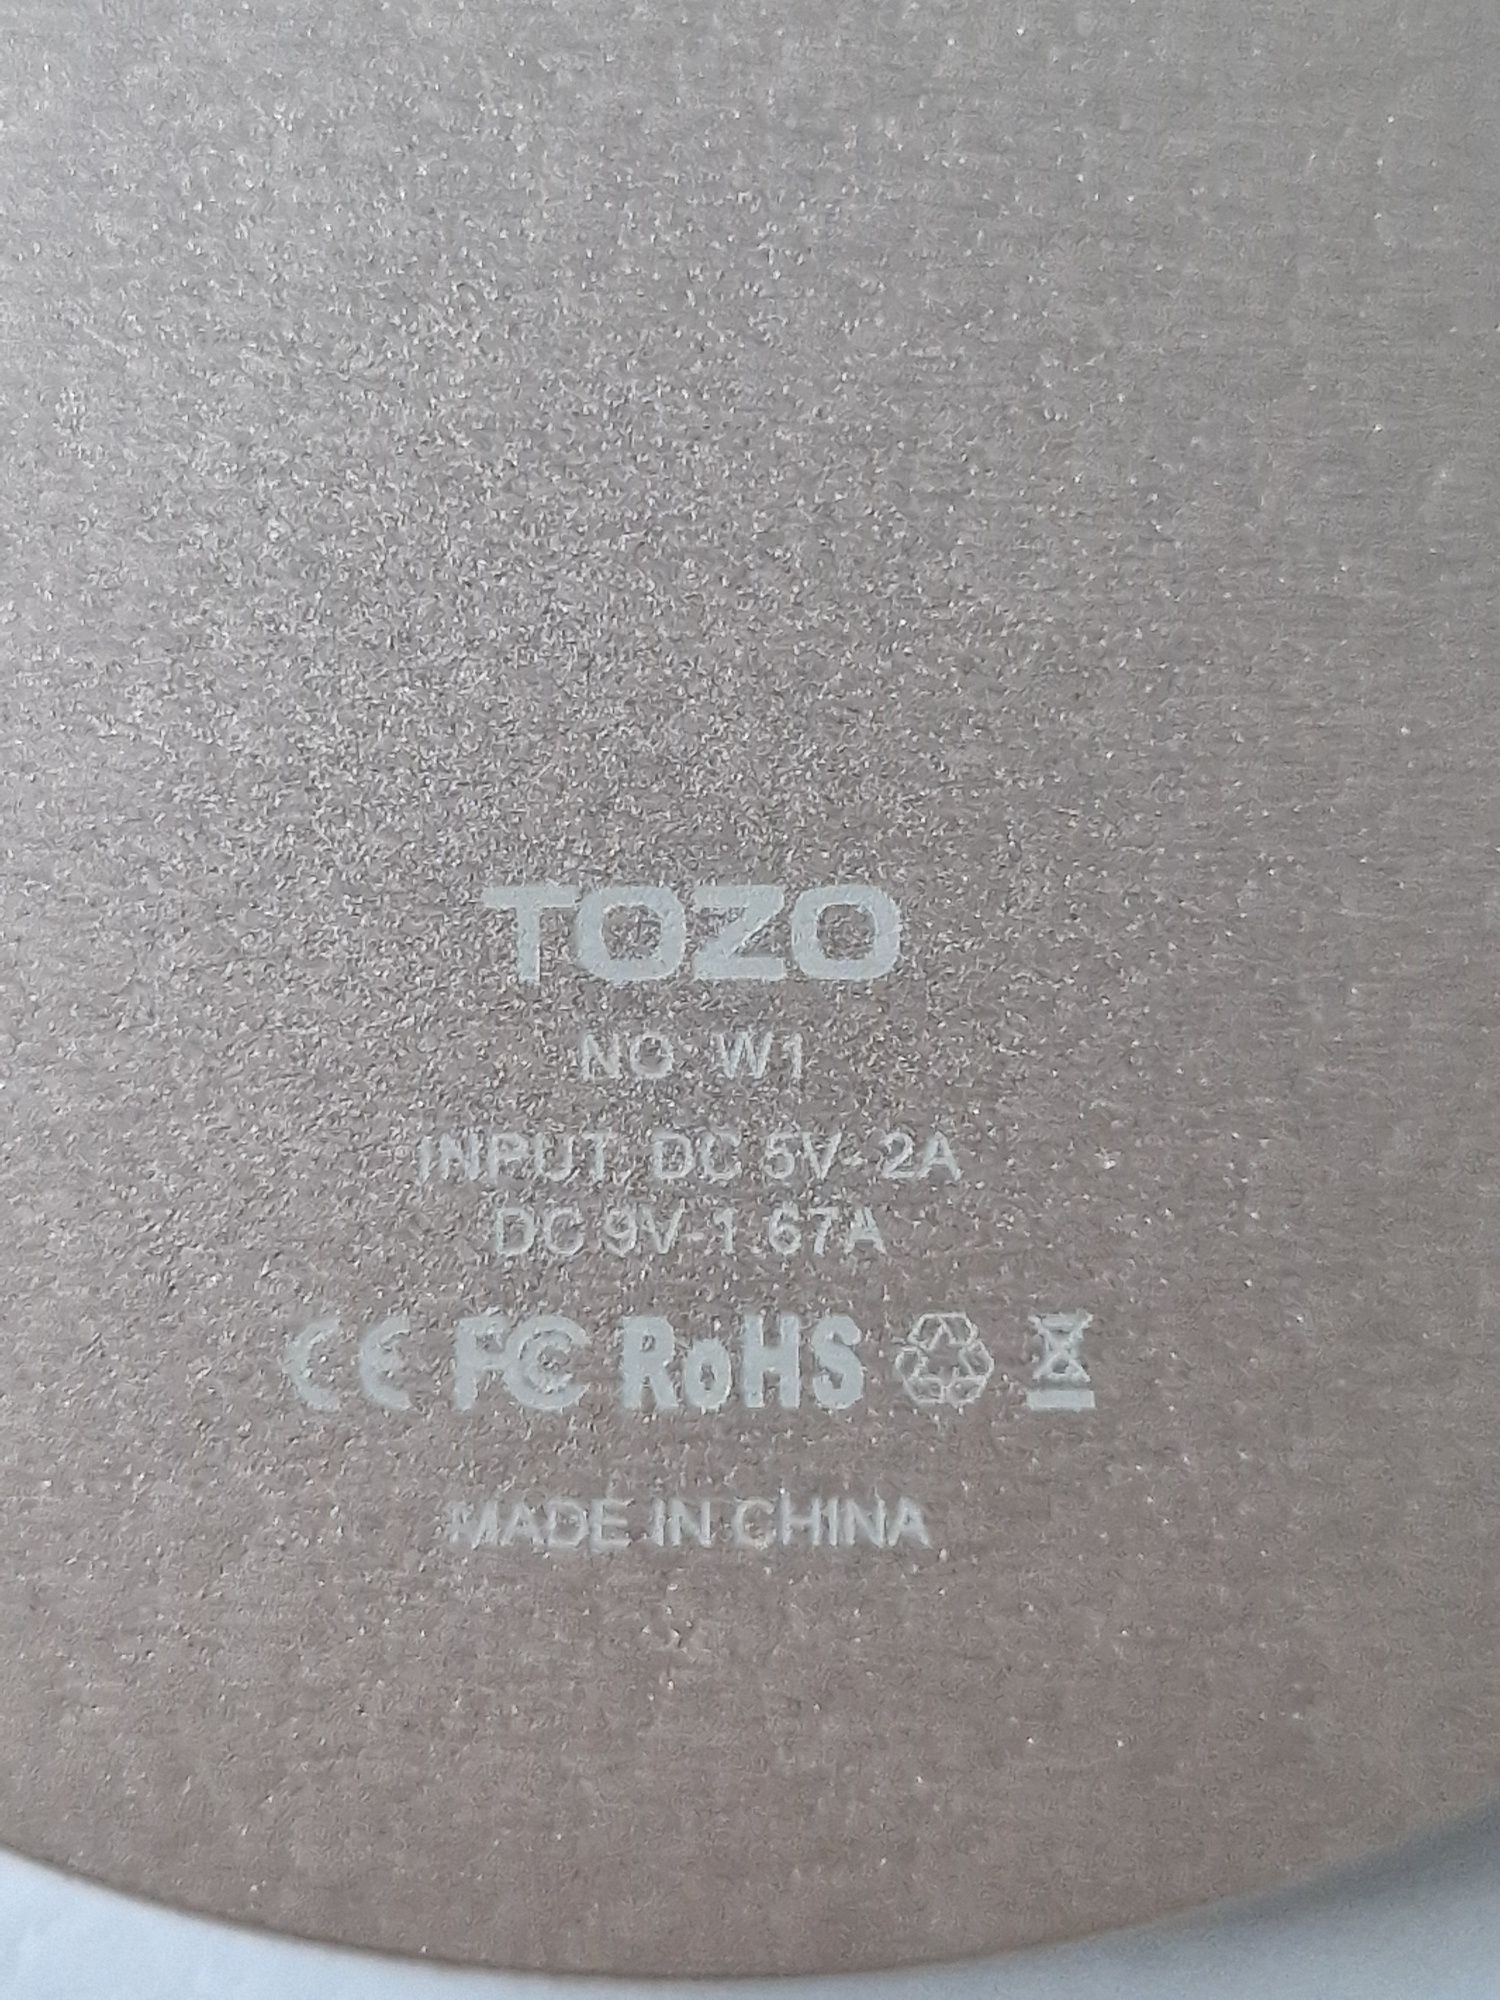 TOZO
NO: W1
INPUT: DC 5V-2A
DC 9V-1.67A
CE FC RoHS
MADE IN CHINA